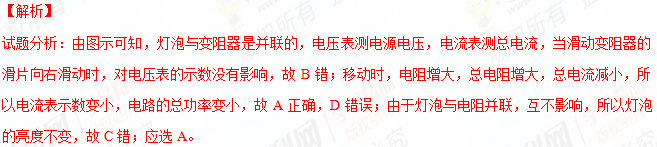 【解析】
试题分析：由图示可知，灯泡与变阻器是并联的，电压表测电源电压，电流表测总电流，当滑动变阻器的
滑片向右滑动时，对电压表的示数没有影响，故 B 错；移动时，电阻增大，总电阻增大，总电流减小，所
以电流表示数变小，电路的总功率变小，故 A 正确，D 错误；由于灯泡与电阻并联，互不影响，所以灯泡
的亮度不变，故 C 错；应选 A。